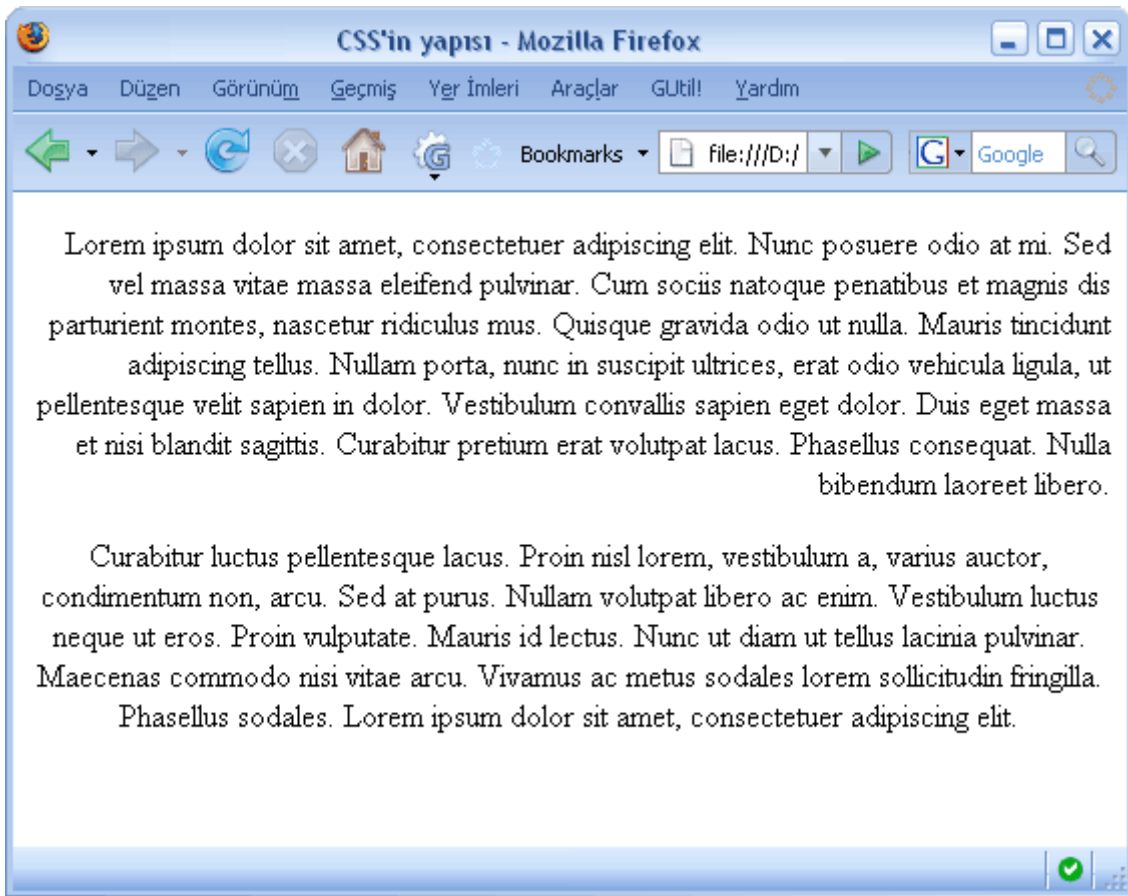 CSS'in yapısı - Mozilla Firefox
Dosya Düzen Görünüm Geçmiş Yer İmleri Araçlar GUtil! Yardım
G Bookmarks file:///D:/ G Google
Lorem ipsum dolor sit amet, consectetuer adipiscing elit. Nunc posuere odio at mi. Sed
vel massa vitae massa eleifend pulvinar. Cum sociis natoque penatibus et magnis dis
parturient montes, nascetur ridiculus mus. Quisque gravida odio ut nulla. Mauris tincidunt
adipiscing tellus. Nullam porta, nunc in suscipit ultrices, erat odio vehicula ligula, ut
pellentesque velit sapien in dolor. Vestibulum convallis sapien eget dolor. Duis eget massa
et nisi blandit sagittis. Curabitur pretium erat volutpat lacus. Phasellus consequat. Nulla
bibendum laoreet libero.
Curabitur luctus pellentesque lacus. Proin nisl lorem, vestibulum a, varius auctor,
condimentum non, arcu. Sed at purus. Nullam volutpat libero ac enim. Vestibulum luctus
neque ut eros. Proin vulputate. Mauris id lectus. Nunc ut diam ut tellus lacinia pulvinar.
Maecenas commodo nisi vitae arcu. Vivamus ac metus sodales lorem sollicitudin fringilla.
Phasellus sodales. Lorem ipsum dolor sit amet, consectetuer adipiscing elit.